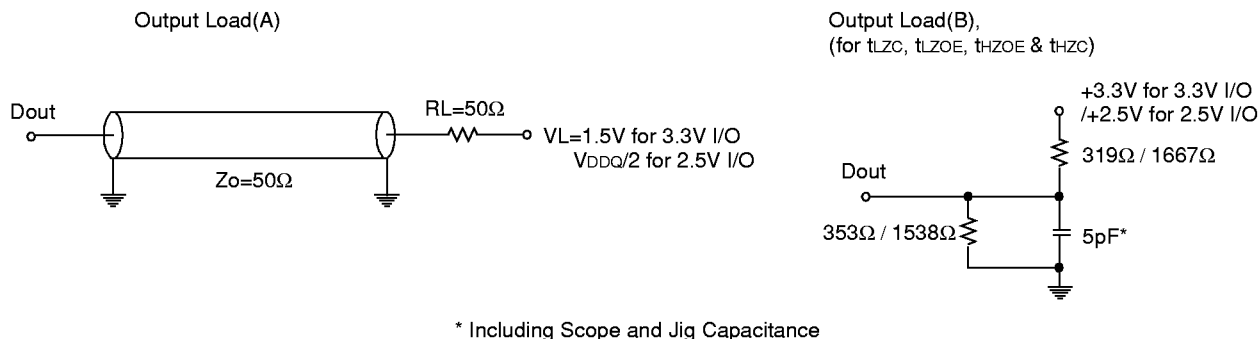 Output Load(A)
Dout
Zo=50Ω
RL=50Ω
VL=1.5V for 3.3V I/O
VDDQ/2 for 2.5V I/O
Output Load(B),
(for tLZC, tLZOE, tHZOE & tHZC)
+3.3V for 3.3V I/O
/+2.5V for 2.5V I/O
319Ω / 1667Ω
Dout
353Ω / 1538Ω
5pF*
* Including Scope and Jig Capacitance